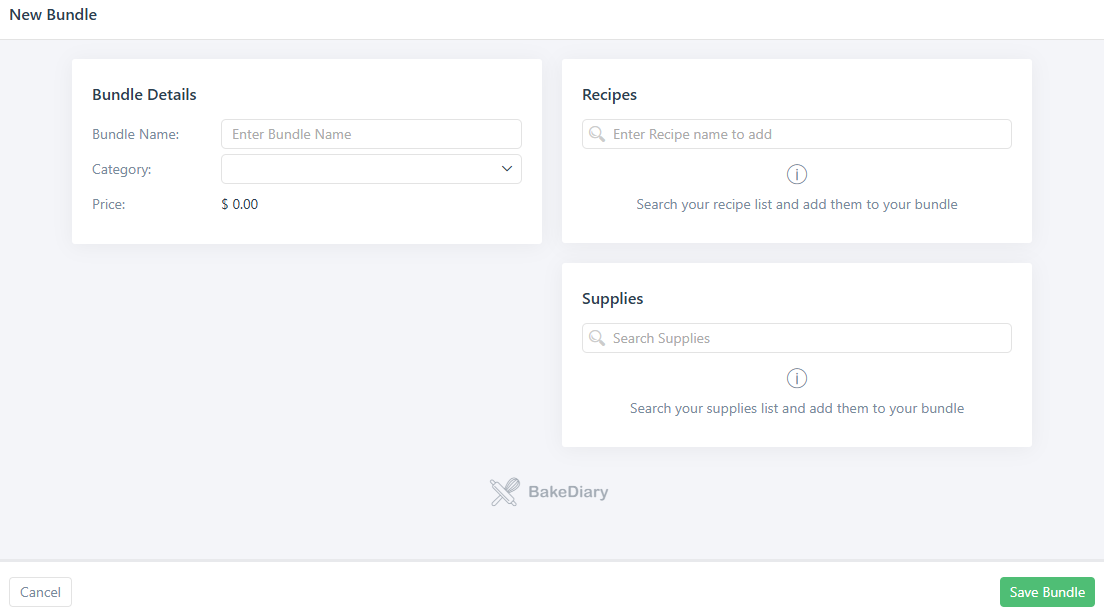 New Bundle
Bundle Details
Bundle Name:
Enter Bundle Name
Category:
Price:
$ 0.00
Recipes
Enter Recipe name to add
Search your recipe list and add them to your bundle
Supplies
Search Supplies
Search your supplies list and add them to your bundle
BakeDiary
Cancel
Save Bundle